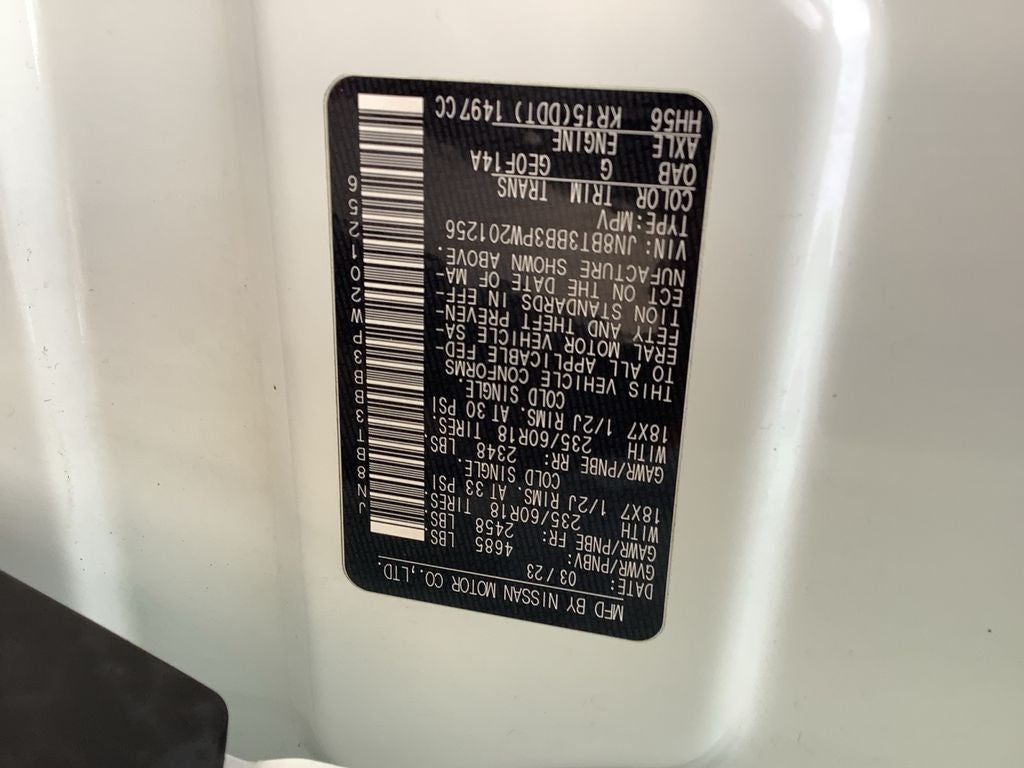 MFD BY NISSAN MOTOR CO.,LTD.
DATE: 03/23
GVWR/PNBV: 4685 LBS
GAWR/PNBE FR: 2458 LBS
WITH 235/60R18 TIRES.
18X7 1/2J RIMS. AT 33 PSI
COLD SINGLE.
GAWR/PNBE RR: 2348 LBS
WITH 235/60R18 TIRES.
18X7 1/2J RIMS. AT 30 PSI
COLD SINGLE.
THIS VEHICLE CONFORMS
TO ALL APPLICABLE FED-
ERAL MOTOR VEHICLE SA-
FETY AND THEFT PREVEN-
TION STANDARDS IN EFF-
ECT ON THE DATE OF MA-
NUFACTURE SHOWN ABOVE.
VIN: JN8BT3BB3PW201256
TYPE:MPV
COLOR TRIM TRANS
QAB G GE0F14A
AXLE ENGINE
HH56 KR15(DDT) 1497CC
JN8BT3BB3PW201256